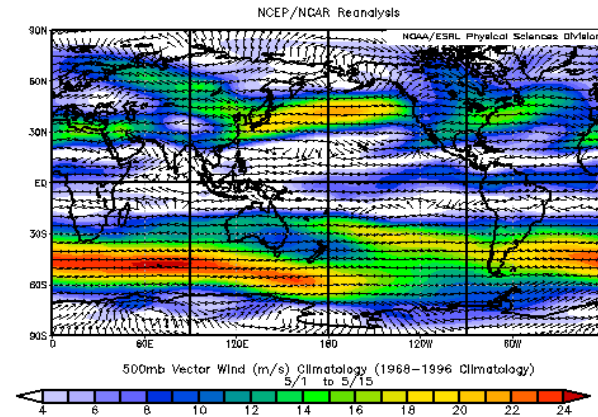 NCEP/NCAR Reanalysis
NOAA/ESRL Physical Sciences Division
90N
60N
30N
EQ
30S
60S
90S
0 60E 120E 180 120W 60W
500mb Vector Wind (m/s) Climatology (1968-1996 Climatology)
5/1 to 5/15
4 6 8 10 12 14 16 18 20 22 24